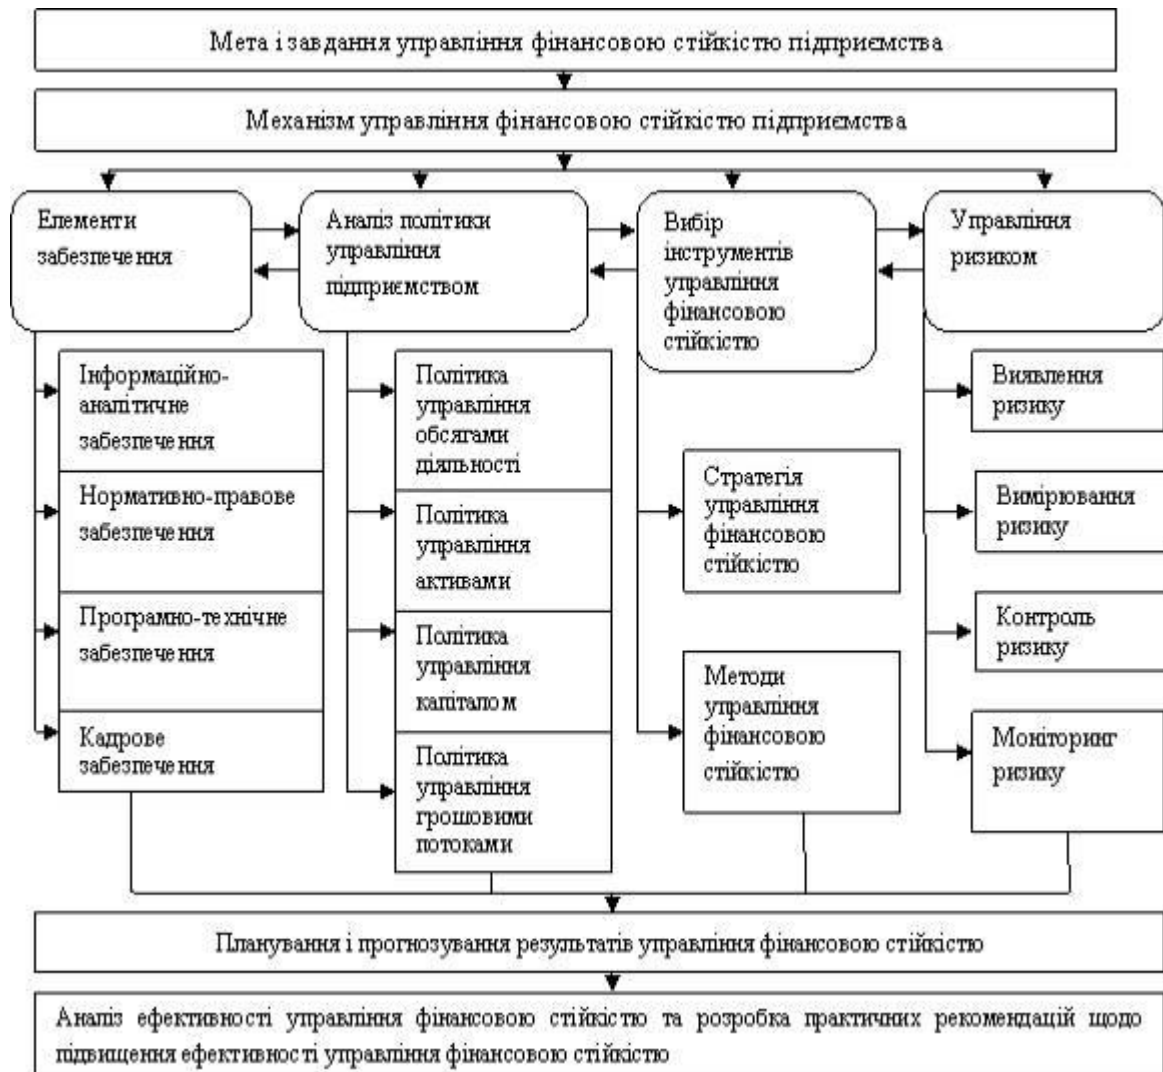 Мета і завдання управління фінансовою стійкістю підприємства
Механізм управління фінансовою стійкістю підприємства
Елементи
забезпечення
Аналіз політики
управління
підприємством
Вибір
інструментів
управління
фінансовою
стійкістю
Управління
ризиком
Інформаційно-
аналітичне
забезпечення
Нормативно-правове
забезпечення
Програмно-технічне
забезпечення
Кадрове
забезпечення
Політика
управління
обсягами
діяльності
Політика
управління
активами
Політика
управління
капіталом
Політика
управління
грошовими
потоками
Стратегія
управління
фінансовою
стійкістю
Методи
управління
фінансовою
стійкістю
Виявлення
ризику
Вимірювання
ризику
Контроль
ризику
Моніторинг
ризику
Планування і прогнозування результатів управління фінансовою стійкістю
Аналіз ефективності управління фінансовою стійкістю та розробка практичних рекомендацій щодо
підвищення ефективності управління фінансовою стійкістю